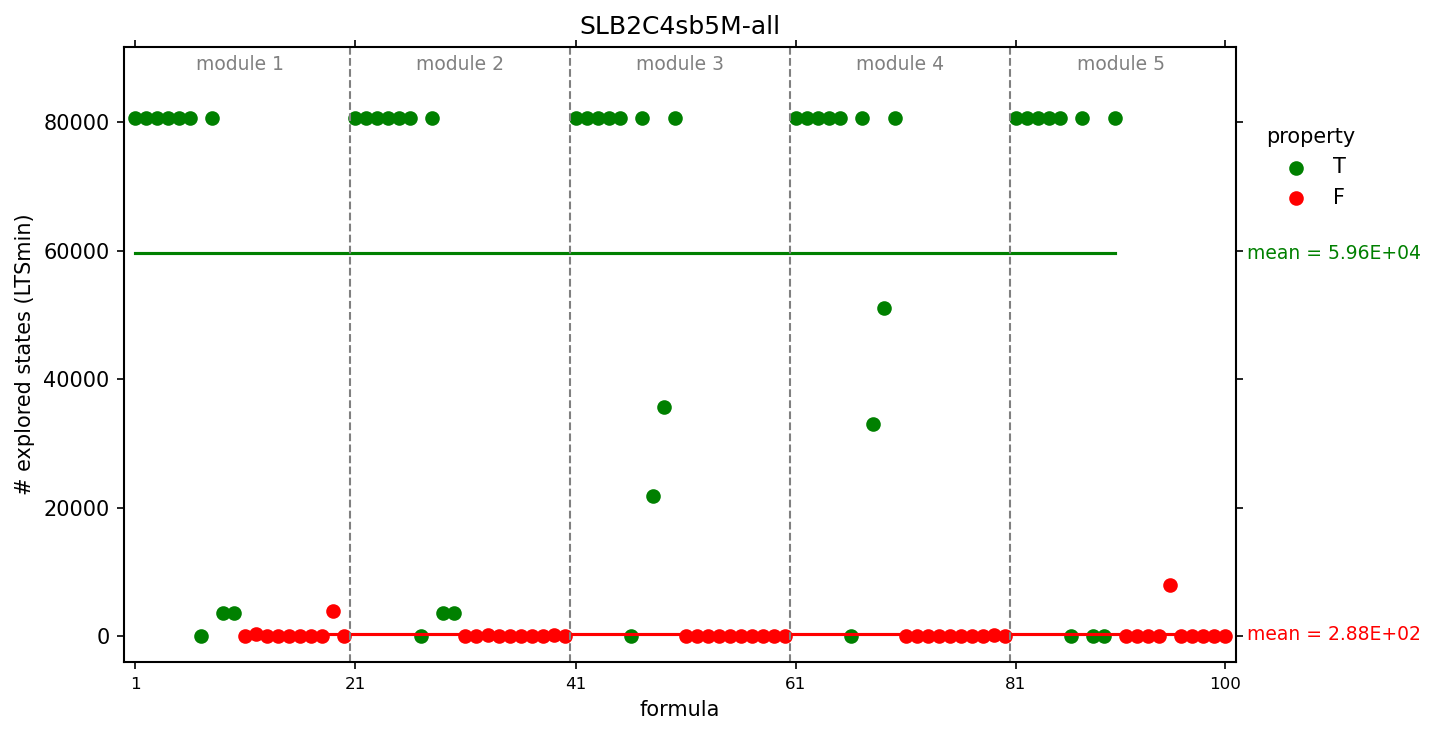 SLB2C4sb5M-all
module 1 module 2 module 3 module 4 module 5
80000
60000
40000
20000
0
# explored states (LTSmin)
1 21 41 61 81 100
formula
property
T
F
mean = 5.96E+04
mean = 2.88E+02